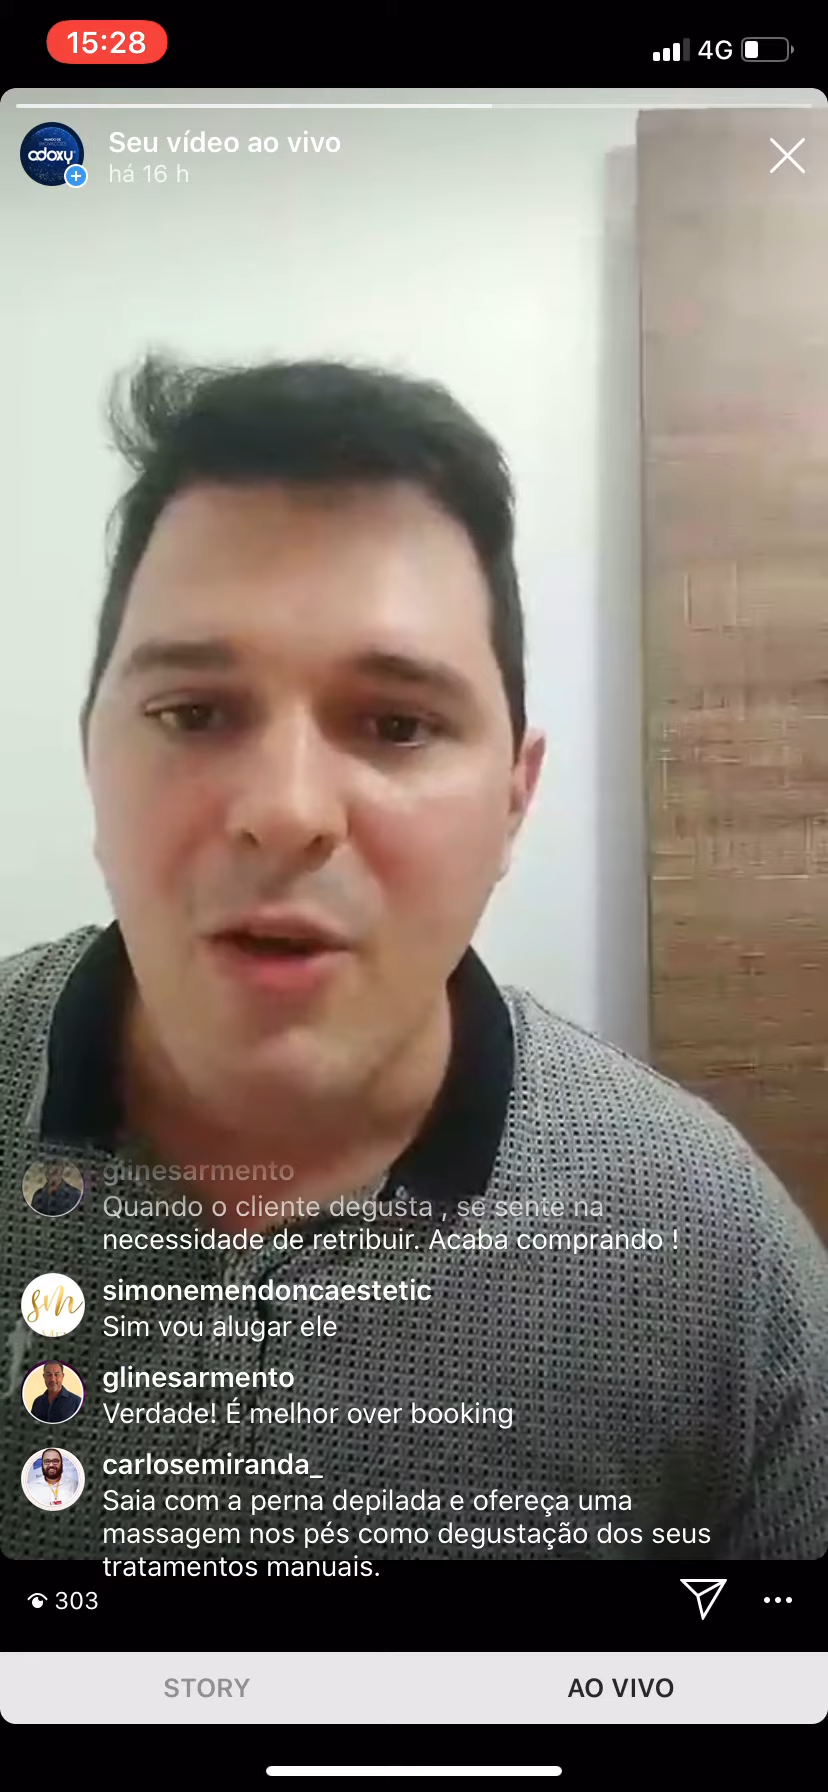 15:28
4G
adoxy
Seu vídeo ao vivo
há 16 h
glinesarmento
Quando o cliente degusta , se sente na
necessidade de retribuir. Acaba comprando !
sm
simonemendoncaestetic
Sim vou alugar ele
glinesarmento
Verdade! É melhor over booking
carlosemiranda_
Saia com a perna depilada e ofereça uma
massagem nos pés como degustação dos seus
tratamentos manuais.
303
STORY
AO VIVO